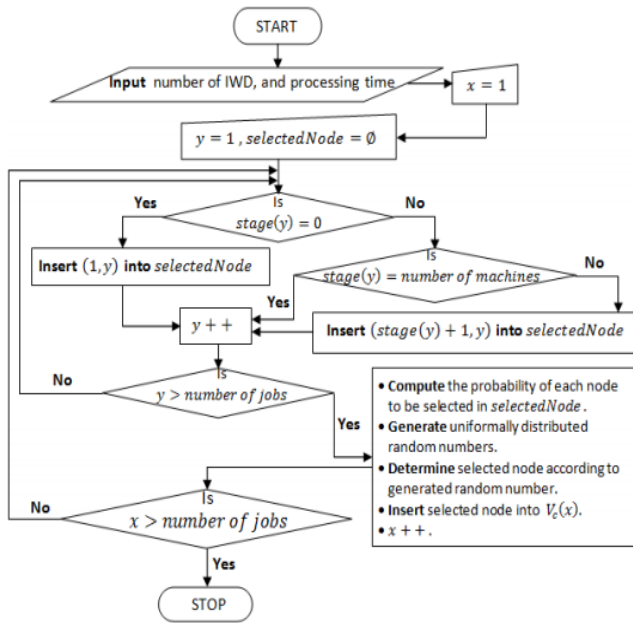 START
Input number of IWD, and processing time
x = 1
y = 1 , selectedNode = ∅
Is
stage(y) = 0
Yes
No
Insert (1, y) into selectedNode
Is
stage(y) = number of machines
Yes
No
y + +
Insert (stage(y) + 1, y) into selectedNode
Is
y > number of jobs
No
Yes
• Compute the probability of each node
to be selected in selectedNode .
• Generate uniformally distributed
random numbers.
• Determine selected node according to
generated random number.
• Insert selected node into V_c(x).
• x + +.
Is
x > number of jobs
No
Yes
STOP